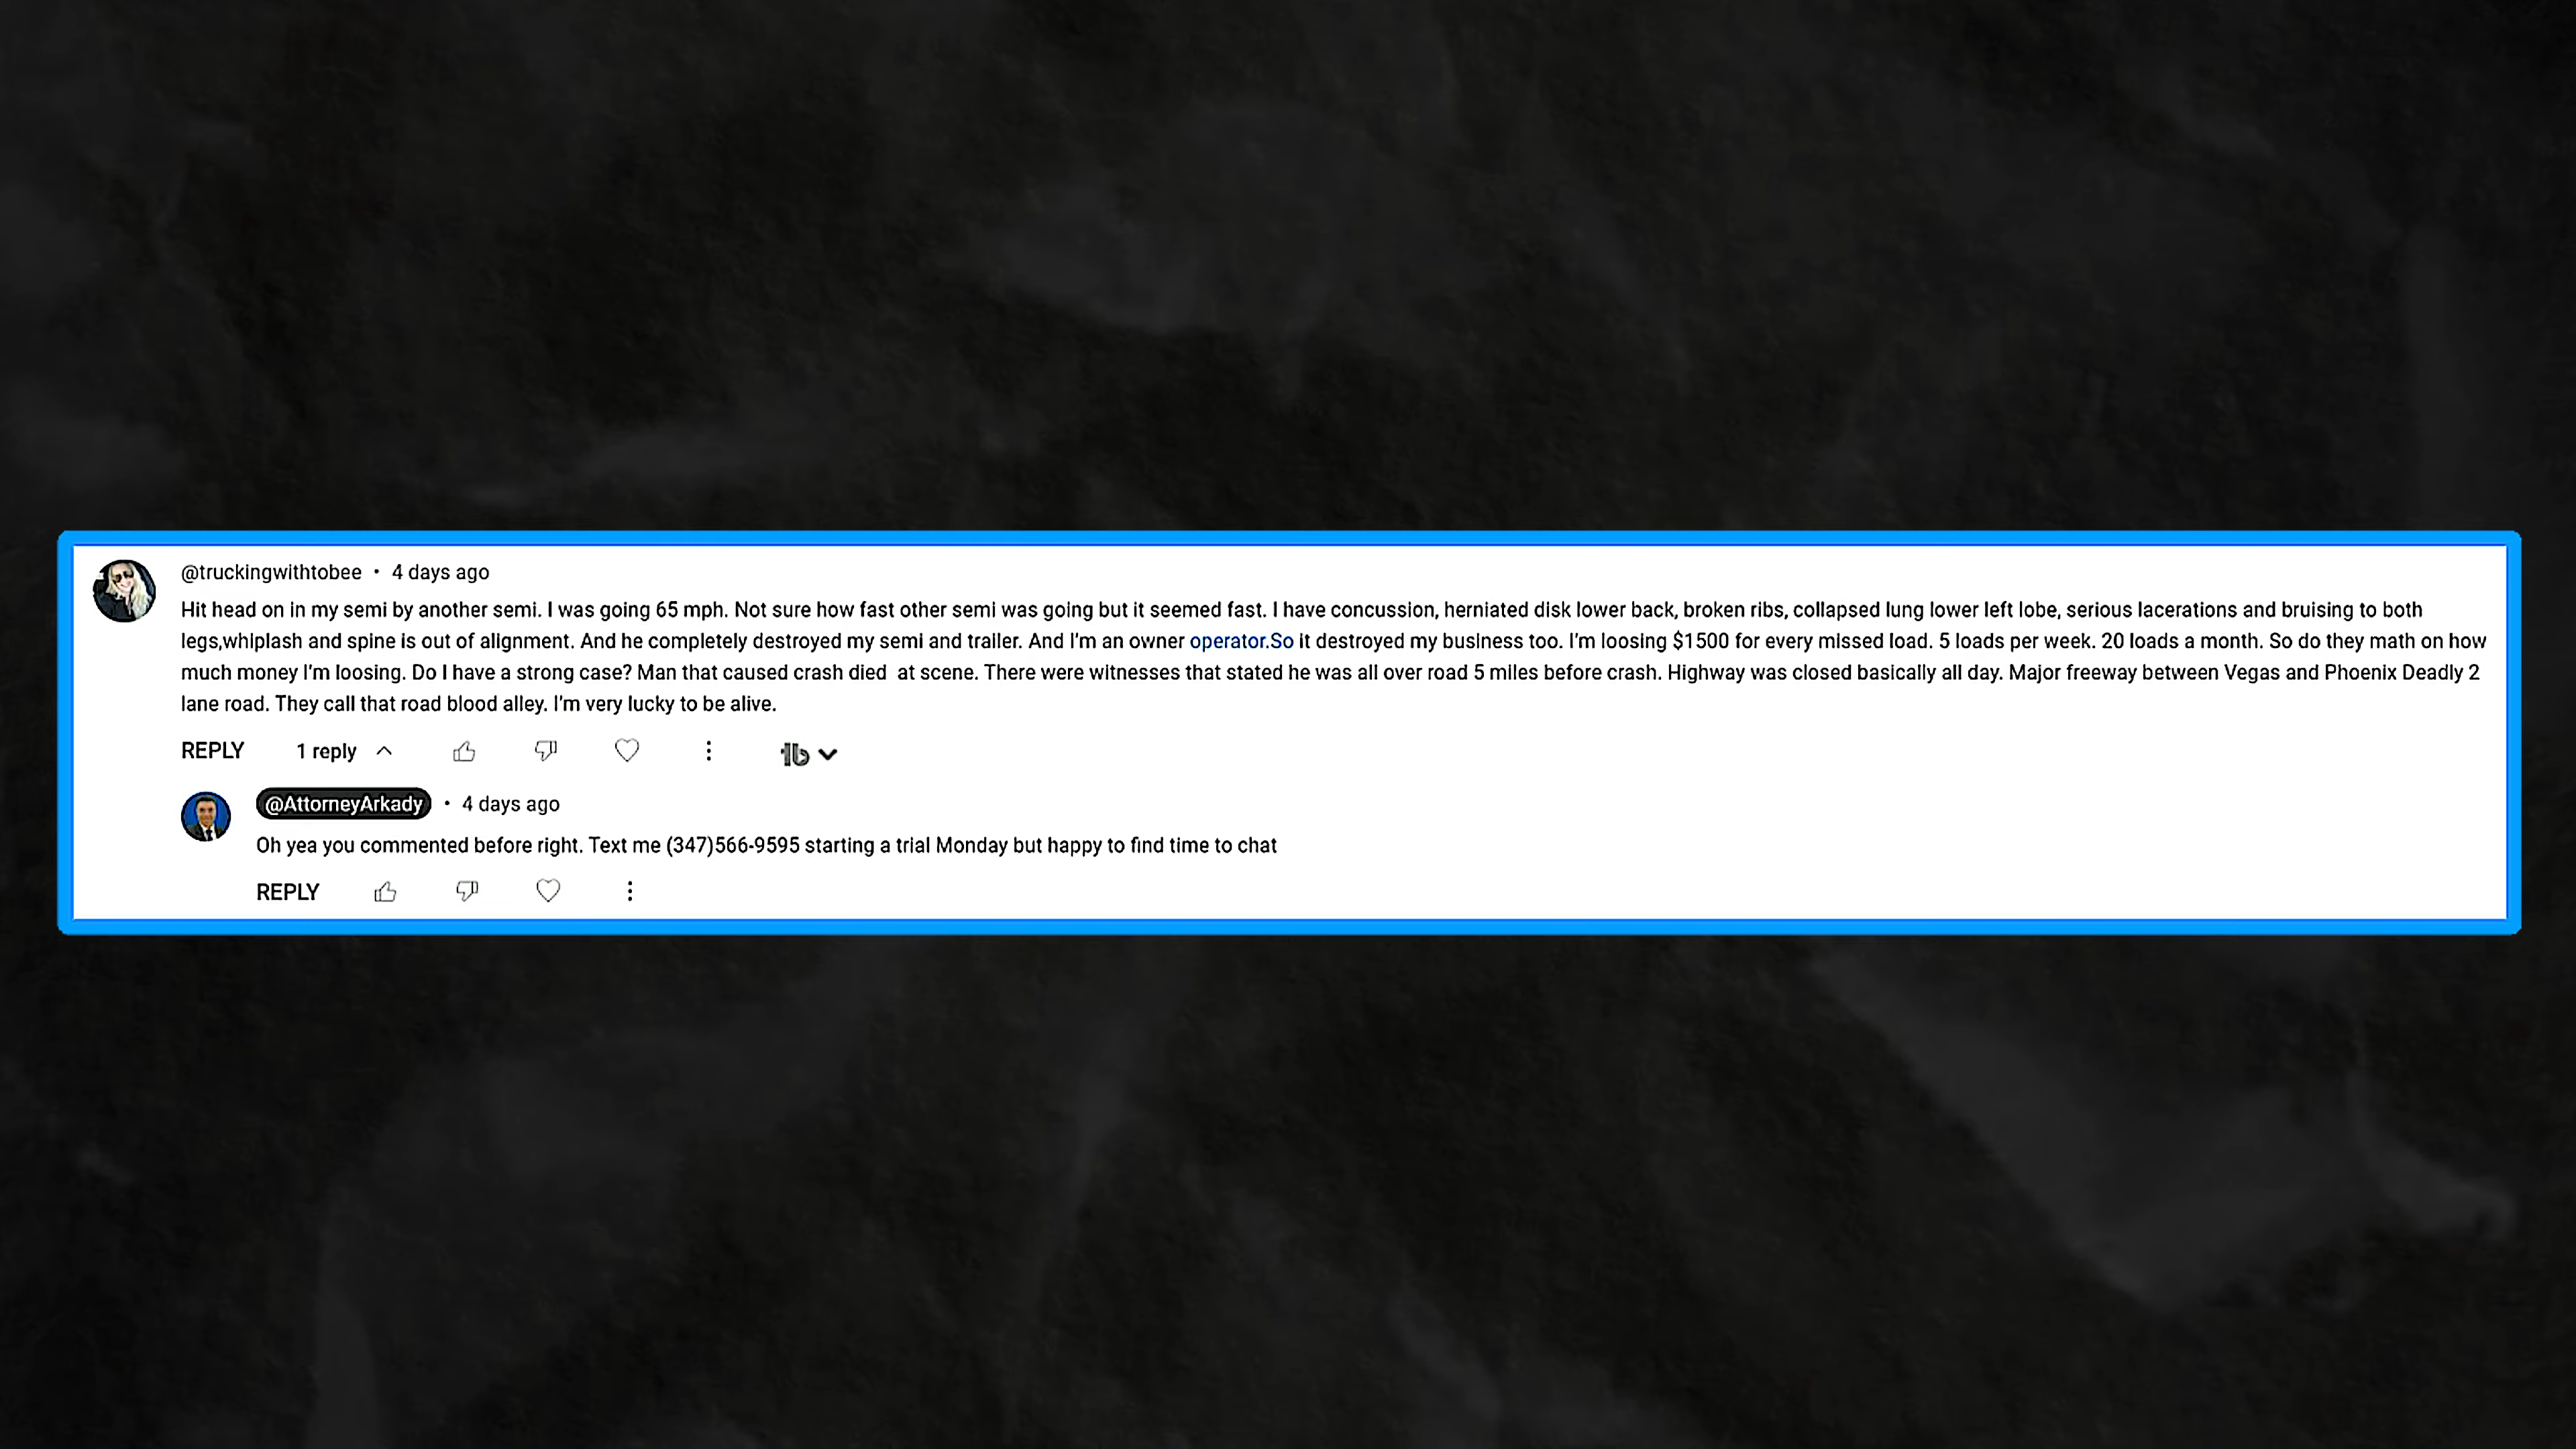 @truckingwithtobee • 4 days ago
Hit head on in my semi by another semi. I was going 65 mph. Not sure how fast other semi was going but it seemed fast. I have concussion, herniated disk lower back, broken ribs, collapsed lung lower left lobe, serious lacerations and bruising to both
legs,whiplash and spine is out of alignment. And he completely destroyed my semi and trailer. And I'm an owner operator.So it destroyed my business too. I'm loosing $1500 for every missed load. 5 loads per week. 20 loads a month. So do they math on how
much money I'm loosing. Do I have a strong case? Man that caused crash died  at scene. There were witnesses that stated he was all over road 5 miles before crash. Highway was closed basically all day. Major freeway between Vegas and Phoenix Deadly 2
lane road. They call that road blood alley. I'm very lucky to be alive.
REPLY 1 reply
@AttorneyArkady • 4 days ago
Oh yea you commented before right. Text me (347)566-9595 starting a trial Monday but happy to find time to chat
REPLY